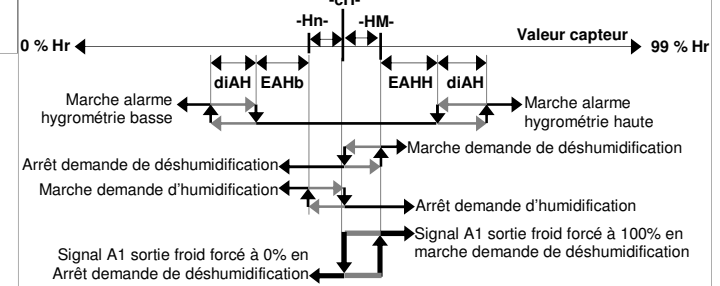 -cH-
-Hn-
-HM-
Valeur capteur
0 % Hr
99 % Hr
diAH
EAHb
EAHH
diAH
Marche alarme
hygrométrie basse
Marche alarme
hygrométrie haute
Marche demande de déshumidification
Arrêt demande de déshumidification
Marche demande d'humidification
Arrêt demande d'humidification
Signal A1 sortie froid forcé à 100% en
marche demande de déshumidification
Signal A1 sortie froid forcé à 0% en
Arrêt demande de déshumidification